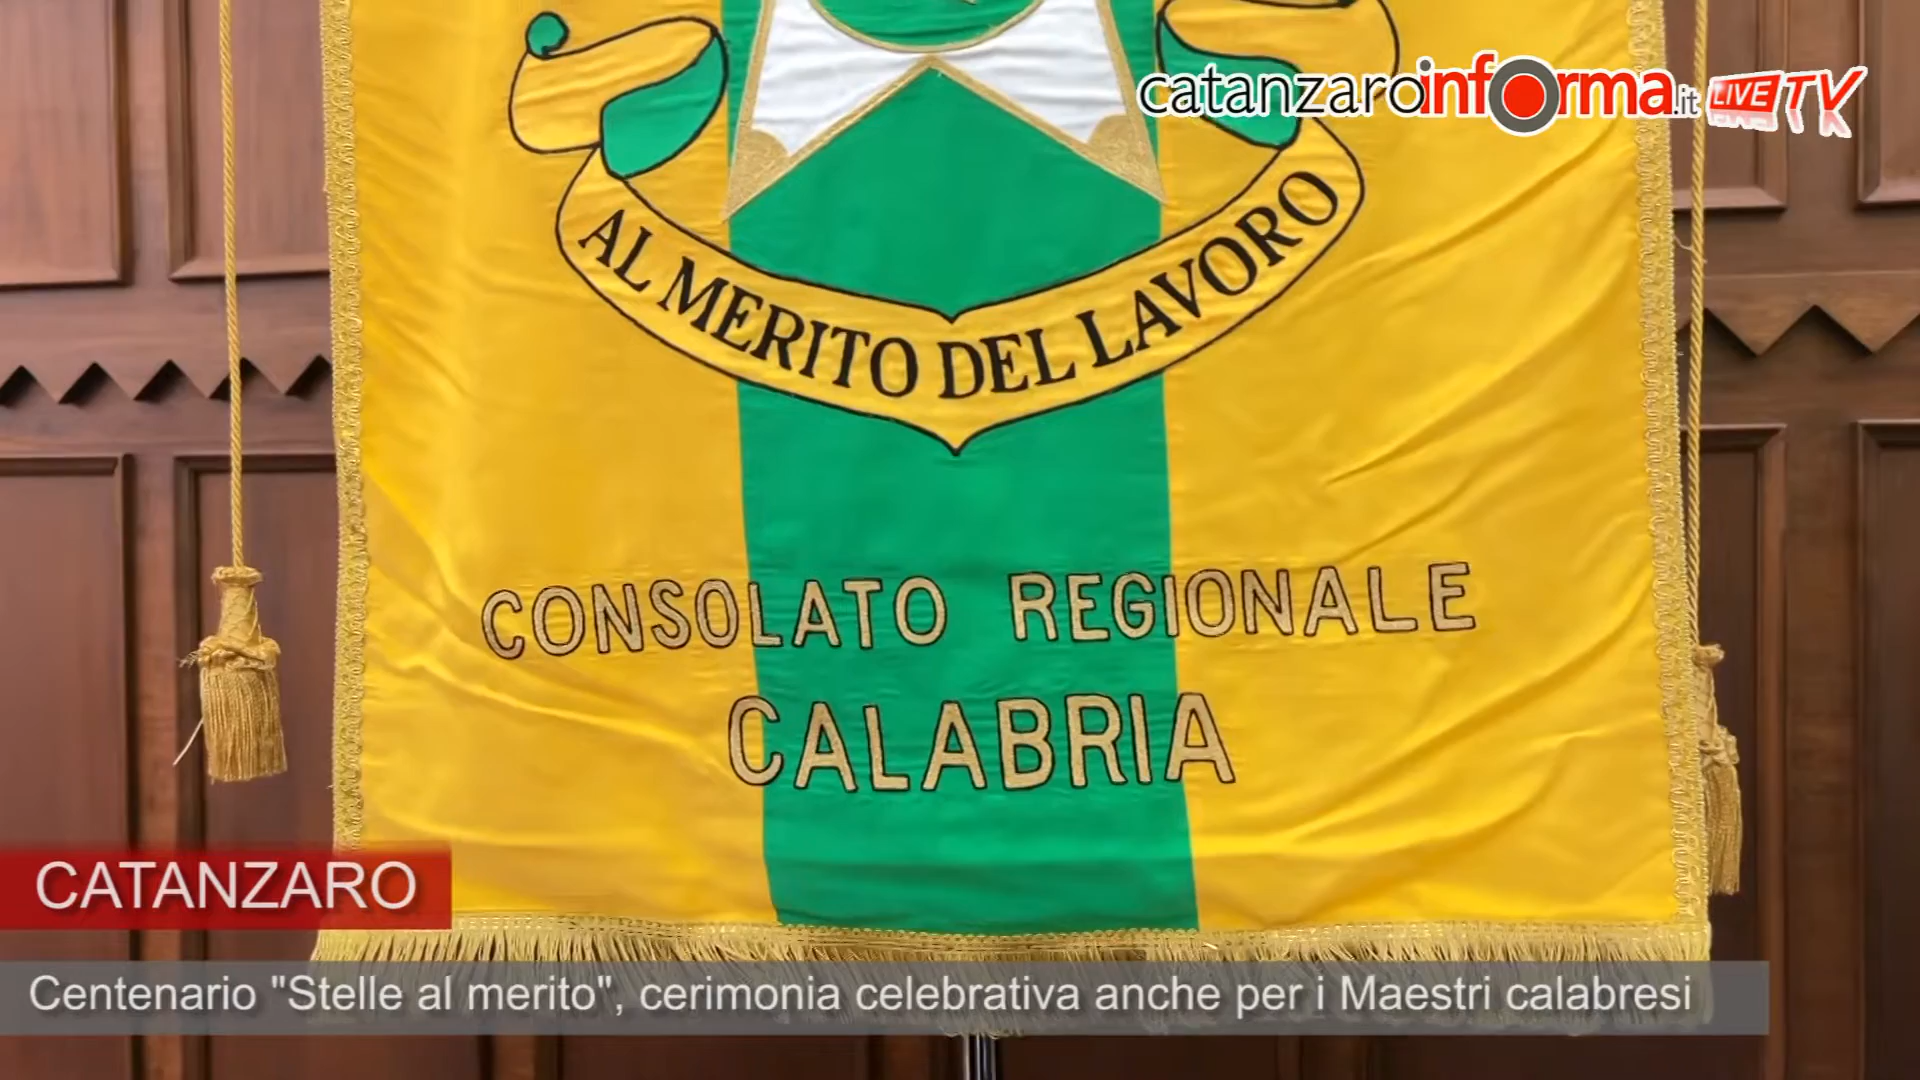 catanzaroinforma.it LIVE TV
AL MERITO DEL LAVORO
CONSOLATO REGIONALE
CALABRIA
CATANZARO
Centenario "Stelle al merito", cerimonia celebrativa anche per i Maestri calabresi